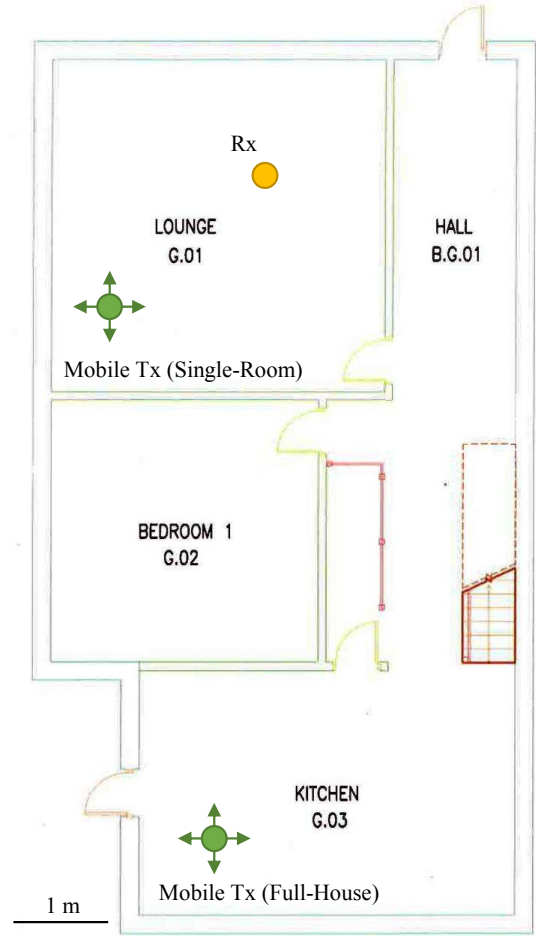 Rx
LOUNGE
G.01
HALL
B.G.01
Mobile Tx (Single-Room)
BEDROOM 1
G.02
KITCHEN
G.03
Mobile Tx (Full-House)
1 m